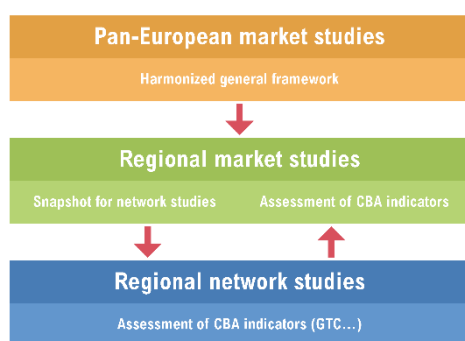 Pan-European market studies
Harmonized general framework
Regional market studies
Snapshot for network studies Assessment of CBA indicators
Regional network studies
Assessment of CBA indicators (GTC...)